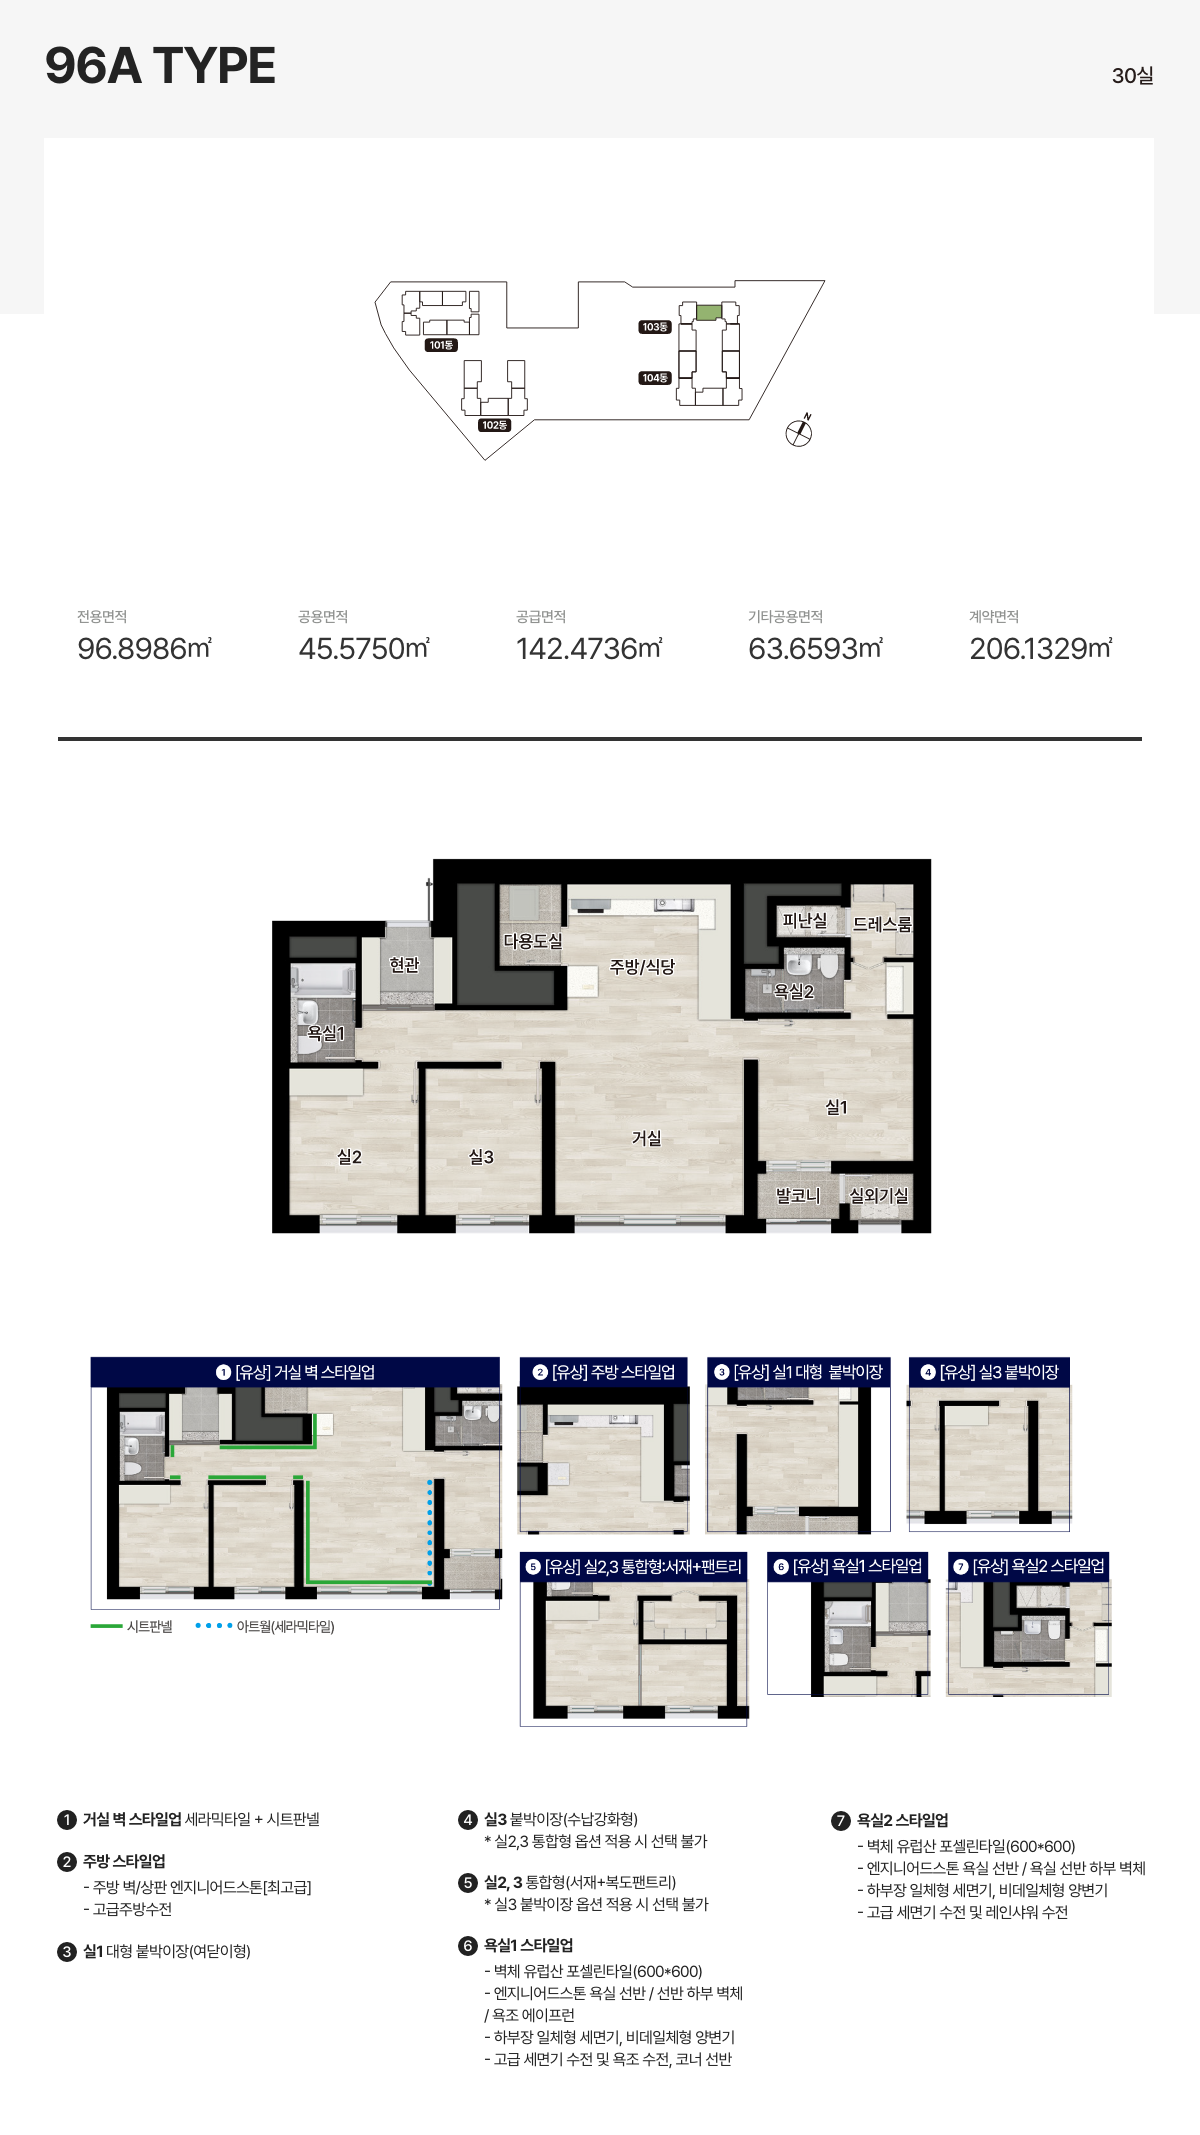 96A TYPE
30실
101동
102동
103동
104동
N
전용면적
96.8986㎡
공용면적
45.5750㎡
공급면적
142.4736㎡
기타공용면적
63.6593㎡
계약면적
206.1329㎡
다용도실
주방/식당
피난실
드레스룸
현관
욕실2
욕실1
실1
거실
실2
실3
발코니
실외기실
1 [유상] 거실 벽 스타일업
2 [유상] 주방 스타일업
3 [유상] 실1 대형 붙박이장
4 [유상] 실3 붙박이장
시트판넬
아트월(세라믹타일)
5 [유상] 실2,3 통합형:서재+팬트리
6 [유상] 욕실1 스타일업
7 [유상] 욕실2 스타일업
1 거실 벽 스타일업 세라믹타일 + 시트판넬
2 주방 스타일업
- 주방 벽/상판 엔지니어드스톤[최고급]
- 고급주방수전
3 실1 대형 붙박이장(여닫이형)
4 실3 붙박이장(수납강화형)
* 실2,3 통합형 옵션 적용 시 선택 불가
5 실2, 3 통합형(서재+복도팬트리)
* 실3 붙박이장 옵션 적용 시 선택 불가
6 욕실1 스타일업
- 벽체 유럽산 포셀린타일(600*600)
- 엔지니어드스톤 욕실 선반 / 선반 하부 벽체
/ 욕조 에이프런
- 하부장 일체형 세면기, 비데일체형 양변기
- 고급 세면기 수전 및 욕조 수전, 코너 선반
7 욕실2 스타일업
- 벽체 유럽산 포셀린타일(600*600)
- 엔지니어드스톤 욕실 선반 / 욕실 선반 하부 벽체
- 하부장 일체형 세면기, 비데일체형 양변기
- 고급 세면기 수전 및 레인샤워 수전